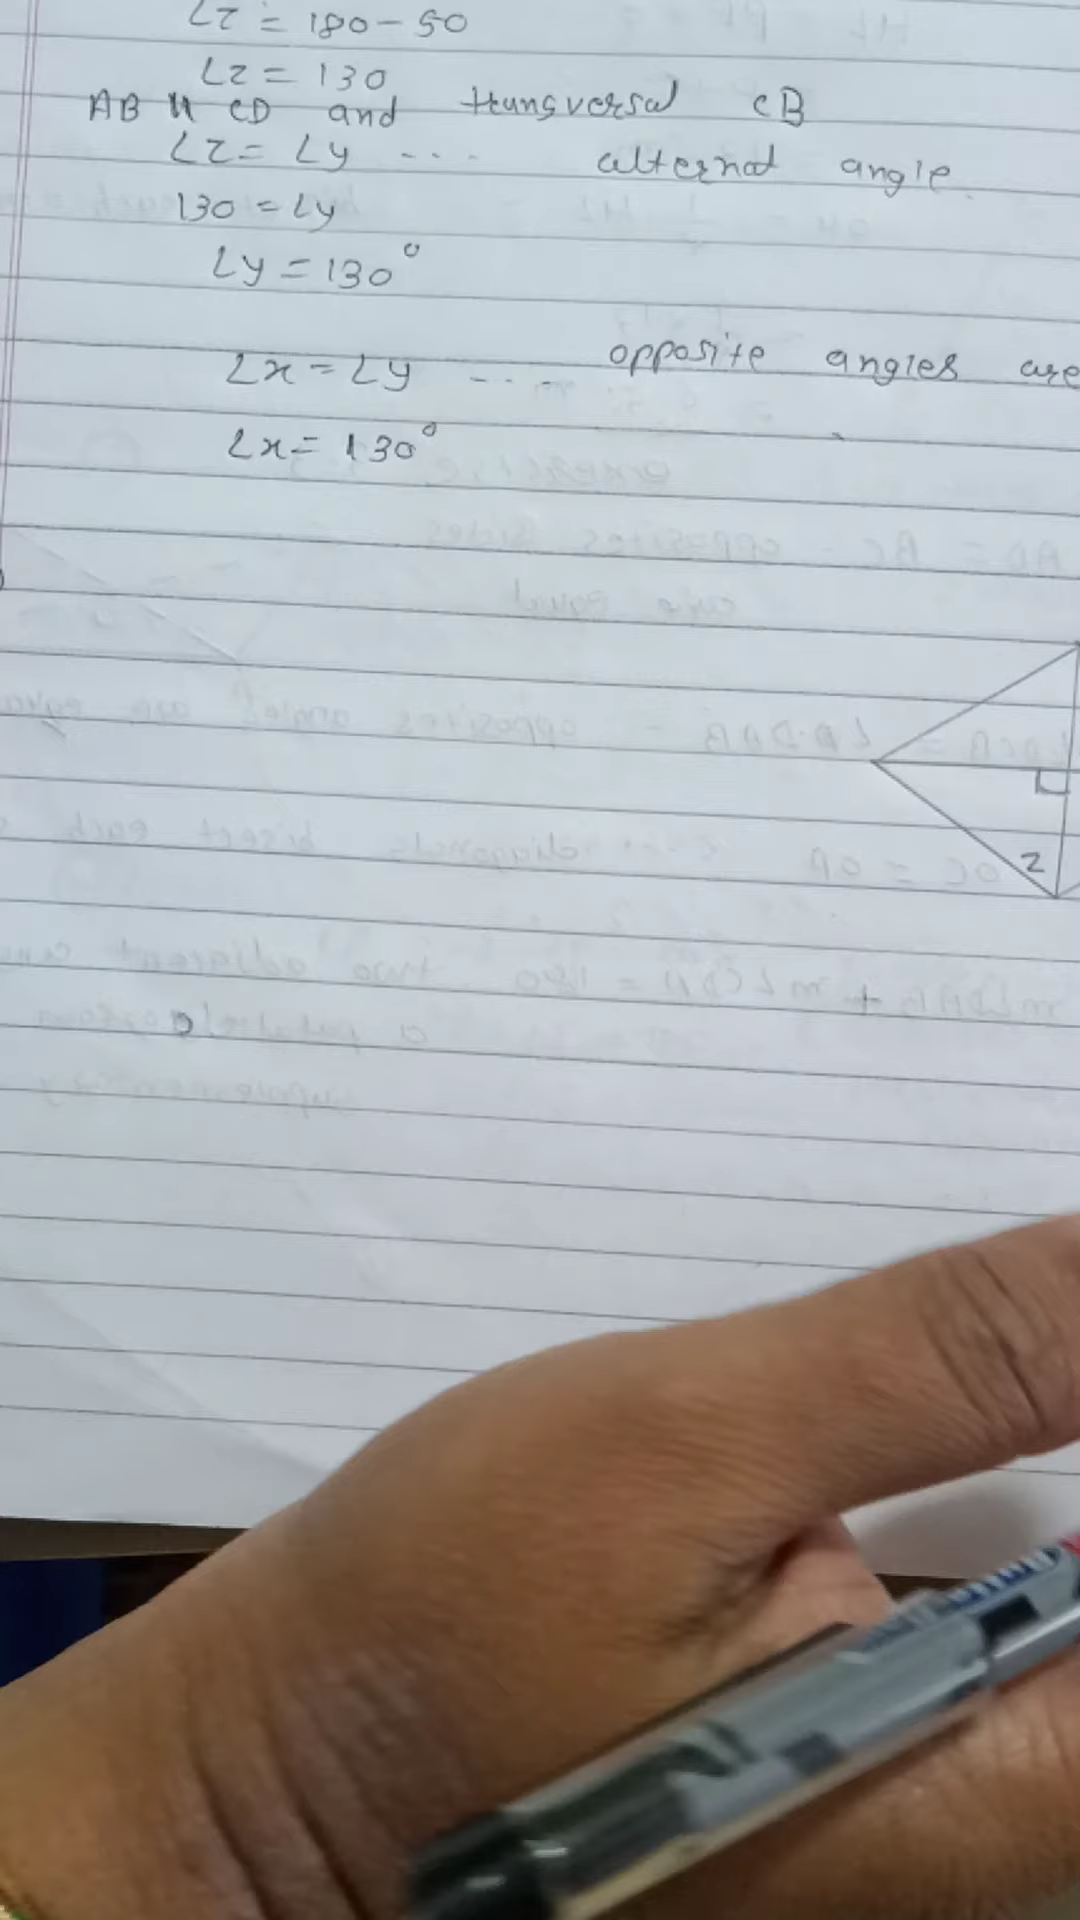 ∠z = 180 - 50
∠z = 130
AB || CD and transversal CB
∠z = ∠y ... alternat angle.
130 = ∠y
∠y = 130°
∠x = ∠y .... opposite angles are
∠x = 130°
z